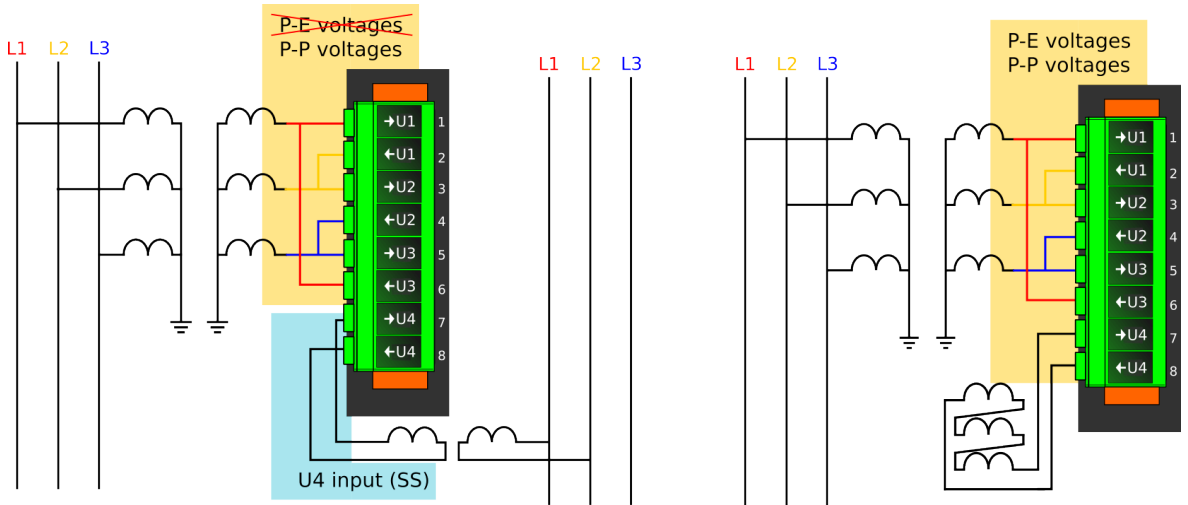 P-E voltages
P-P voltages
L1 L2 L3
→U1 1
←U1 2
→U2 3
←U2 4
→U3 5
←U3 6
→U4 7
←U4 8
U4 input (SS)
L1 L2 L3
L1 L2 L3
P-E voltages
P-P voltages
→U1 1
←U1 2
→U2 3
←U2 4
→U3 5
←U3 6
→U4 7
←U4 8